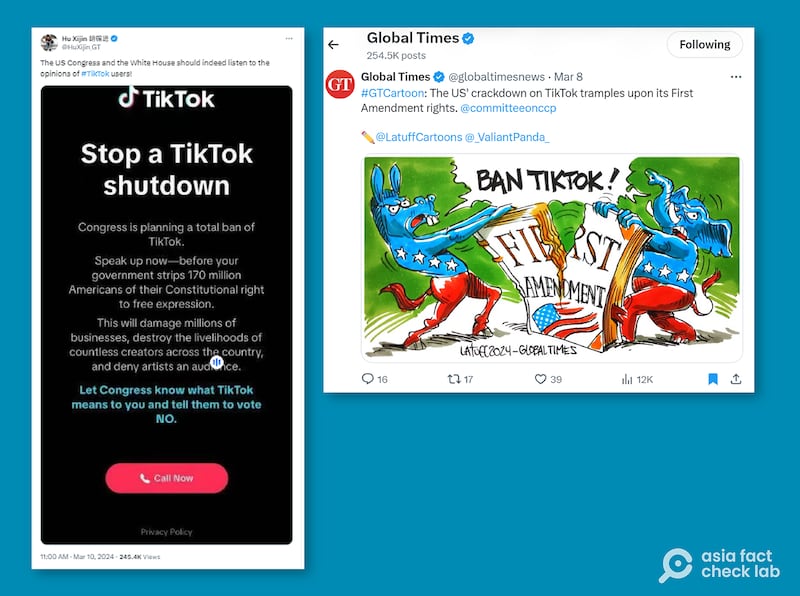 Hu Xijin 胡锡进
@HuXijin_GT
The US Congress and the White House should indeed listen to the
opinions of #TikTok users!
TikTok
Stop a TikTok
shutdown
Congress is planning a total ban of
TikTok.
Speak up now—before your
government strips 170 million
Americans of their Constitutional right
to free expression.
This will damage millions of
businesses, destroy the livelihoods of
countless creators across the country,
and deny artists an audience.
Let Congress know what TikTok
means to you and tell them to vote
NO.
Call Now
Privacy Policy
11:00 AM · Mar 10, 2024 · 245.4K Views
Global Times
254.5K posts
Following
GT
Global Times @globaltimesnews · Mar 8
#GTCartoon: The US' crackdown on TikTok tramples upon its First
Amendment rights. @committeeonccp
@LatuffCartoons @_ValiantPanda_
BAN TIKTOK!
FIRST
AMENDMENT
LATUFF2024-GLOBALTIMES
16 17 39 12K
asia fact
check lab